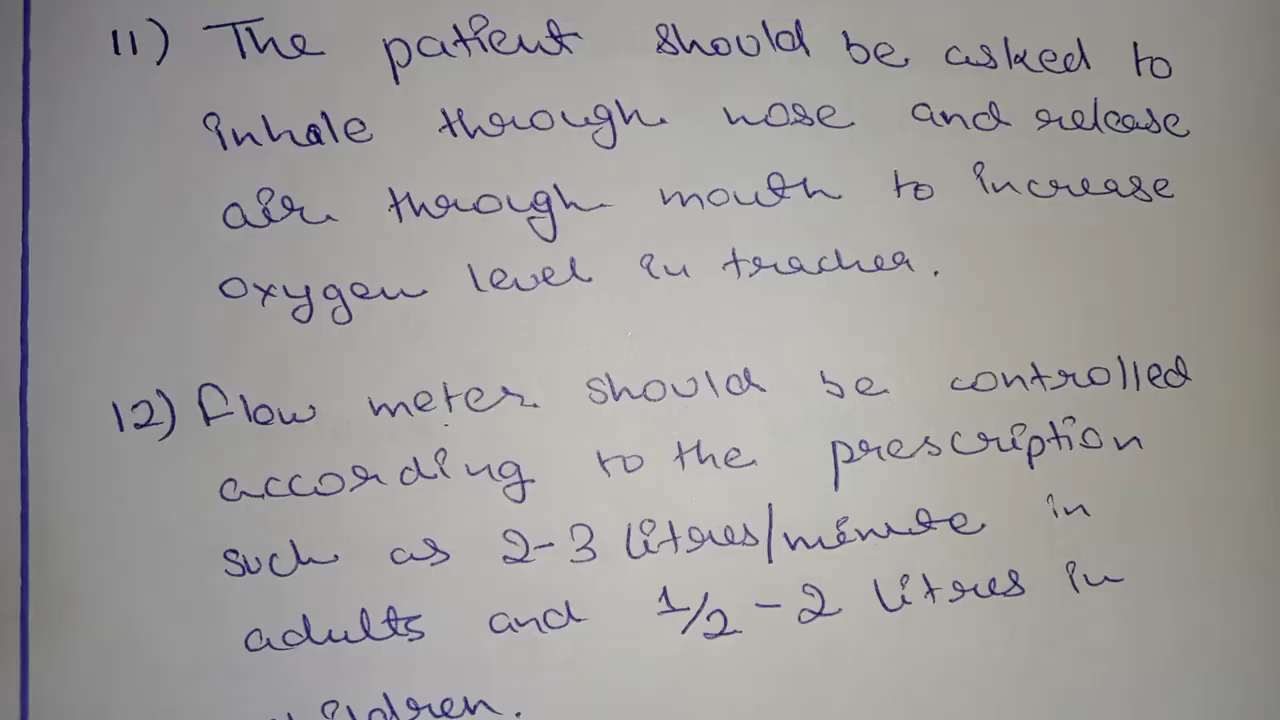 11) The patient should be asked to
inhale through nose and release
air through mouth to increase
oxygen level in trachea.
12) Flow meter should be controlled
according to the prescription
such as 2-3 litres/minute in
adults and 1/2 - 2 litres in
children.